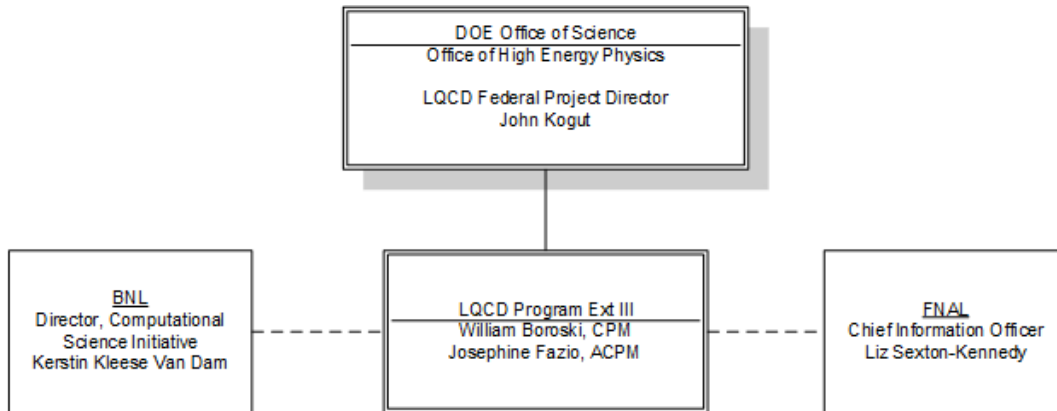 DOE Office of Science
Office of High Energy Physics
LQCD Federal Project Director
John Kogut
BNL
Director, Computational
Science Initiative
Kerstin Kleese Van Dam
LQCD Program Ext III
William Boroski, CPM
Josephine Fazio, ACPM
FNAL
Chief Information Officer
Liz Sexton-Kennedy